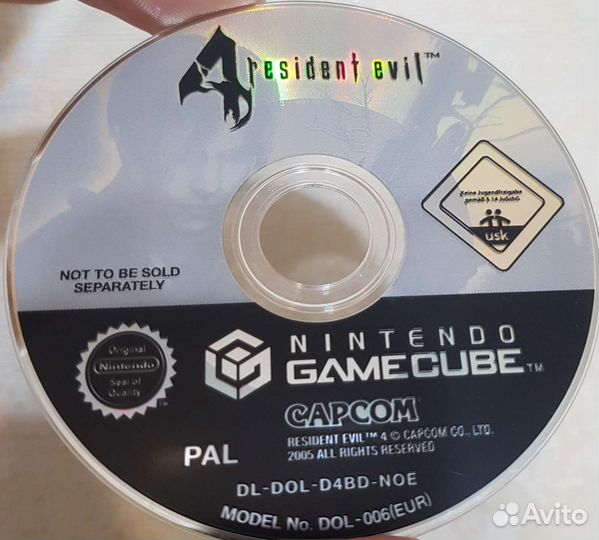 4 resident evil™
Keine Jugendfreigabe
gemäß § 14 JuSchG
usk
NOT TO BE SOLD
SEPARATELY
Original
Nintendo
Seal of
Quality
NINTENDO
GAMECUBE™
CAPCOM
RESIDENT EVIL™ 4 © CAPCOM CO., LTD.
2005 ALL RIGHTS RESERVED
PAL
DL-DOL-D4BD-NOE
MODEL No. DOL-006(EUR)
Avito